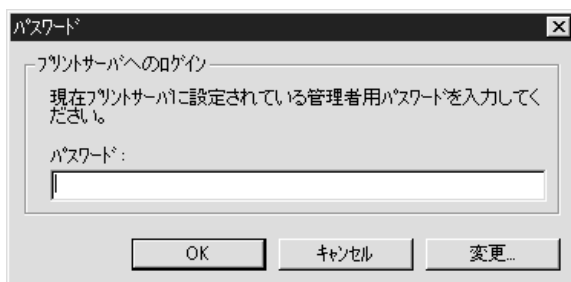 パスワード
プリントサーバへのログイン
現在プリントサーバに設定されている管理者用パスワードを入力してく
ださい。
パスワード:
OK
キャンセル
変更...